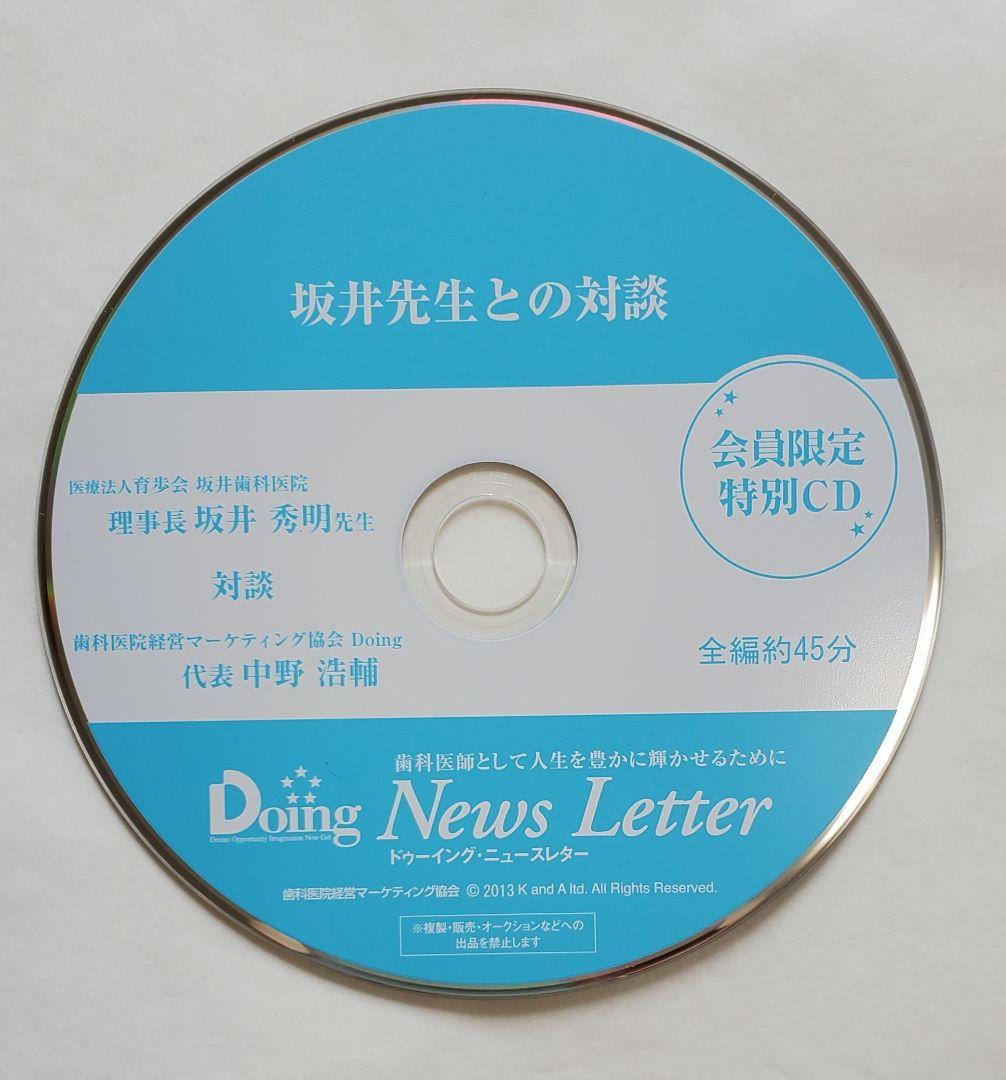 坂井先生との対談
会員限定
特別CD
医療法人育歩会 坂井歯科医院
理事長 坂井 秀明先生
対談
歯科医院経営マーケティング協会 Doing
代表 中野 浩輔
全編約45分
歯科医師として人生を豊かに輝かせるために
Doing
Dream Opportunity Imagination Now Get
News Letter
ドゥーイング・ニュースレター
歯科医院経営マーケティング協会 © 2013 K and A ltd. All Rights Reserved.
※複製・販売・オークションなどへの
出品を禁止します